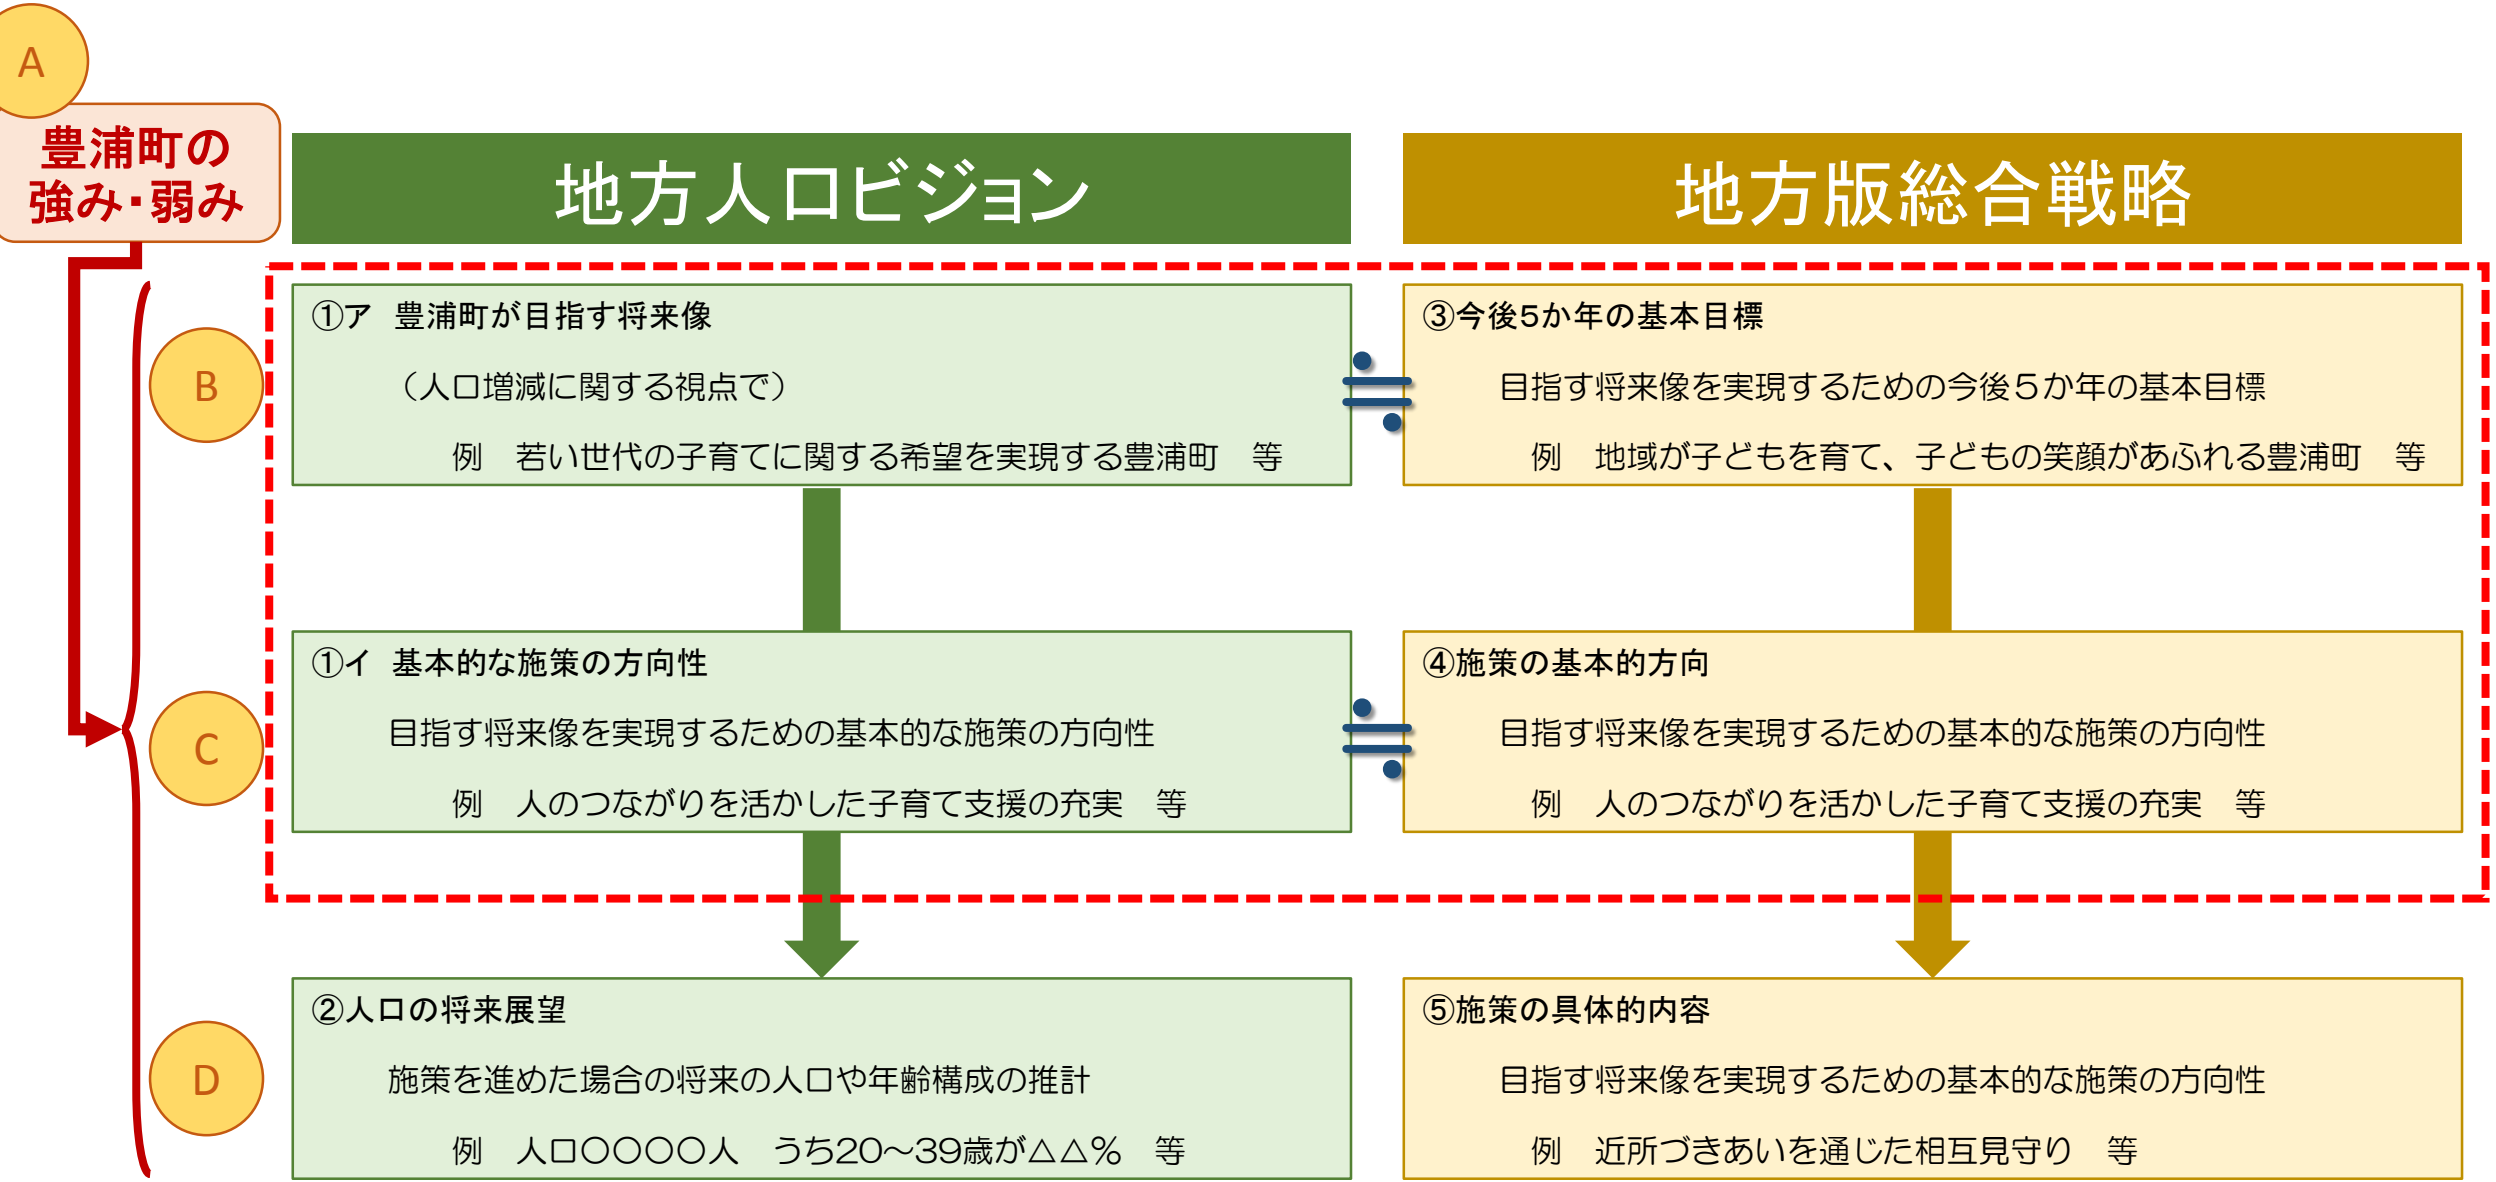 A
豊浦町の
強み・弱み
地方人口ビジョン
地方版総合戦略
B
①ア　豊浦町が目指す将来像
（人口増減に関する視点で）
例　若い世代の子育てに関する希望を実現する豊浦町　等
③今後５か年の基本目標
目指す将来像を実現するための今後５か年の基本目標
例　地域が子どもを育て、子どもの笑顔があふれる豊浦町　等
C
①イ　基本的な施策の方向性
目指す将来像を実現するための基本的な施策の方向性
例　人のつながりを活かした子育て支援の充実　等
④施策の基本的方向
目指す将来像を実現するための基本的な施策の方向性
例　人のつながりを活かした子育て支援の充実　等
D
②人口の将来展望
施策を進めた場合の将来の人口や年齢構成の推計
例　人口〇〇〇〇人　うち20～39歳が△△％　等
⑤施策の具体的内容
目指す将来像を実現するための基本的な施策の方向性
例　近所づきあいを通じた相互見守り　等